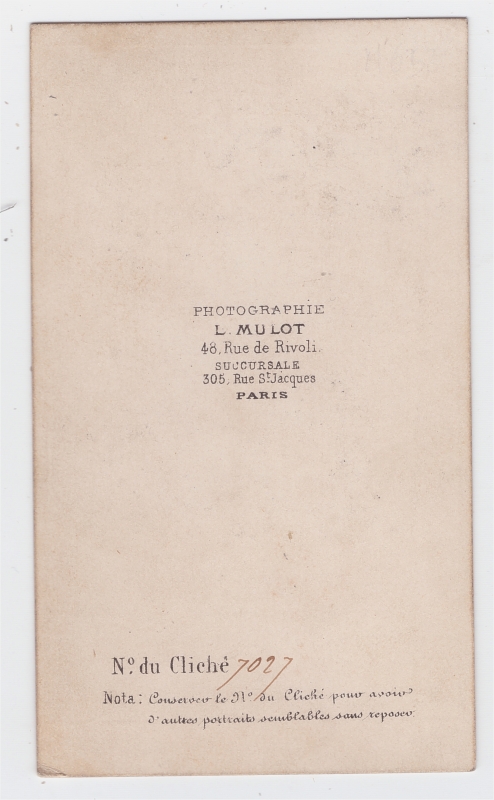 PHOTOGRAPHIE
L. MULOT
48, Rue de Rivoli.
SUCCURSALE
305, Rue St. Jacques
PARIS
No. du Cliché 7027
Nota: Conserver le No. du Cliché pour avoir
d'autres portraits semblables sans reposer.